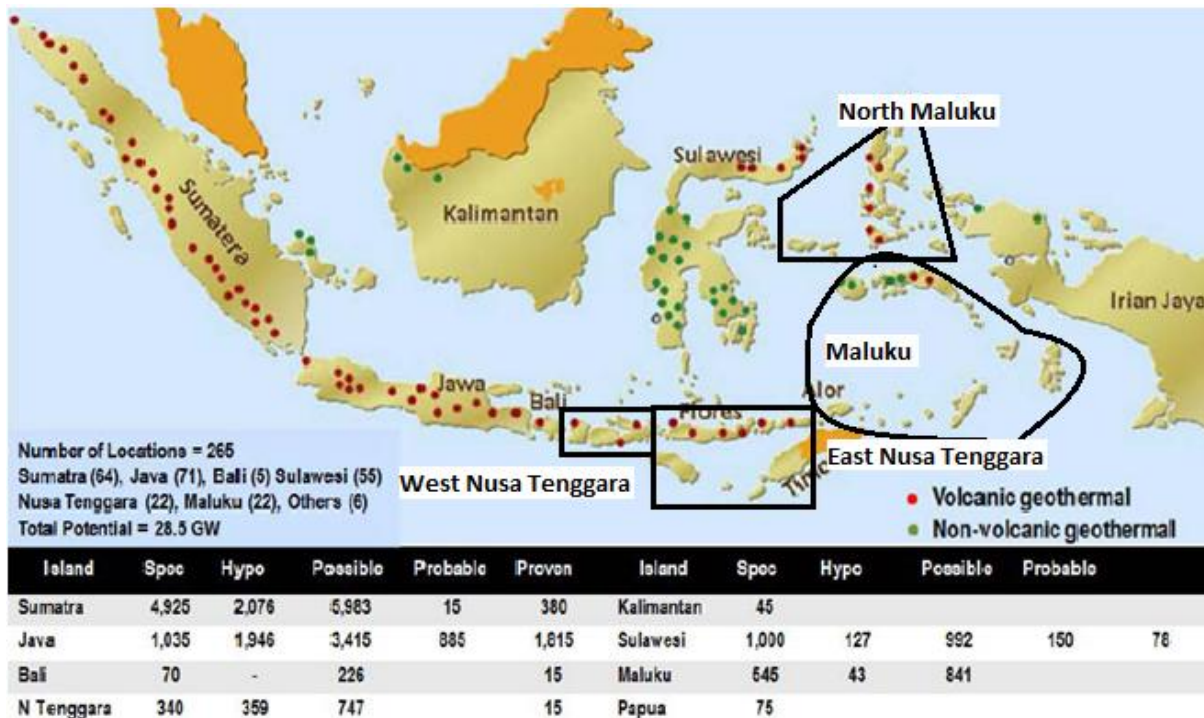 North Maluku
Sulawesi
Sumatera
Kalimantan
Irian Jaya
Maluku
Jawa
Bali
Alor
Flores
Timor
West Nusa Tenggara
East Nusa Tenggara
Number of Locations = 265
Sumatra (64), Java (71), Bali (5) Sulawesi (55)
Nusa Tenggara (22), Maluku (22), Others (6)
Total Potential = 28.5 GW
Volcanic geothermal
Non-volcanic geothermal
Island Spec Hypo Possible Probable Proven Island Spec Hypo Possible Probable
Sumatra 4,925 2,076 5,983 15 380 Kalimantan 45
Java 1,035 1,946 3,415 885 1,815 Sulawesi 1,000 127 992 150 78
Bali 70 - 226 15 Maluku 545 43 841
N Tenggara 340 359 747 15 Papua 75